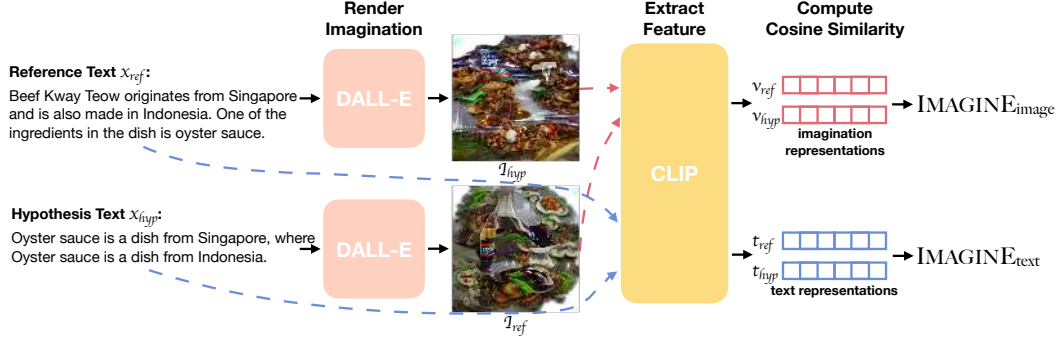 Render
Imagination
Extract
Feature
Compute
Cosine Similarity
Reference Text x_ref:
Beef Kway Teow originates from Singapore
and is also made in Indonesia. One of the
ingredients in the dish is oyster sauce.
DALL-E
I_hyp
Hypothesis Text x_hyp:
Oyster sauce is a dish from Singapore, where
Oyster sauce is a dish from Indonesia.
DALL-E
I_ref
CLIP
v_ref
v_hyp
imagination
representations
IMAGINE_image
t_ref
t_hyp
text representations
IMAGINE_text